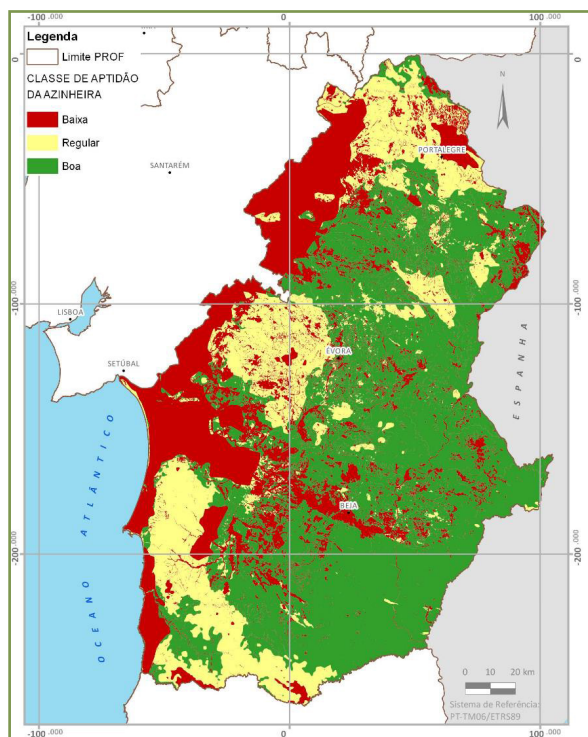 -100.000
0
100.000
Legenda
Limite PROF
CLASSE DE APTIDÃO
DA AZINHEIRA
Baixa
Regular
Boa
0
0
N
PORTALEGRE
SANTARÉM
-100.000
-100.000
LISBOA
ÉVORA
SETÚBAL
ESPANHA
OCEANO ATLÂNTICO
BEJA
-200.000
-200.000
0 10 20 km
Sistema de Referência:
PT-TM06/ETRS89
-100.000
0
100.000